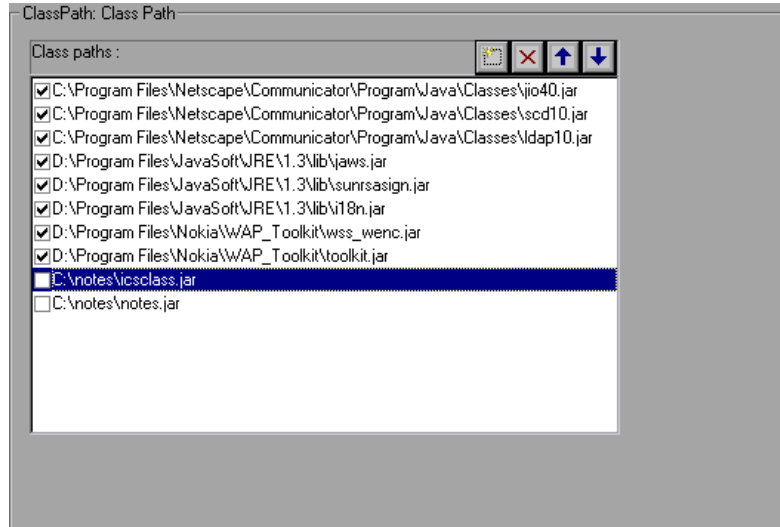 ClassPath: Class Path
Class paths :
C:\Program Files\Netscape\Communicator\Program\Java\Classes\jio40.jar
C:\Program Files\Netscape\Communicator\Program\Java\Classes\scd10.jar
C:\Program Files\Netscape\Communicator\Program\Java\Classes\ldap10.jar
D:\Program Files\JavaSoft\JRE\1.3\lib\jaws.jar
D:\Program Files\JavaSoft\JRE\1.3\lib\sunrsasign.jar
D:\Program Files\JavaSoft\JRE\1.3\lib\i18n.jar
D:\Program Files\Nokia\WAP_Toolkit\wss_wenc.jar
D:\Program Files\Nokia\WAP_Toolkit\toolkit.jar
C:\notes\icsclass.jar
C:\notes\notes.jar